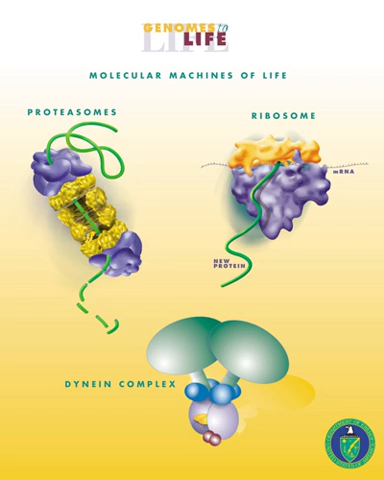 GENOMES to
LIFE
MOLECULAR MACHINES OF LIFE
PROTEASOMES
RIBOSOME
mRNA
NEW
PROTEIN
DYNEIN COMPLEX